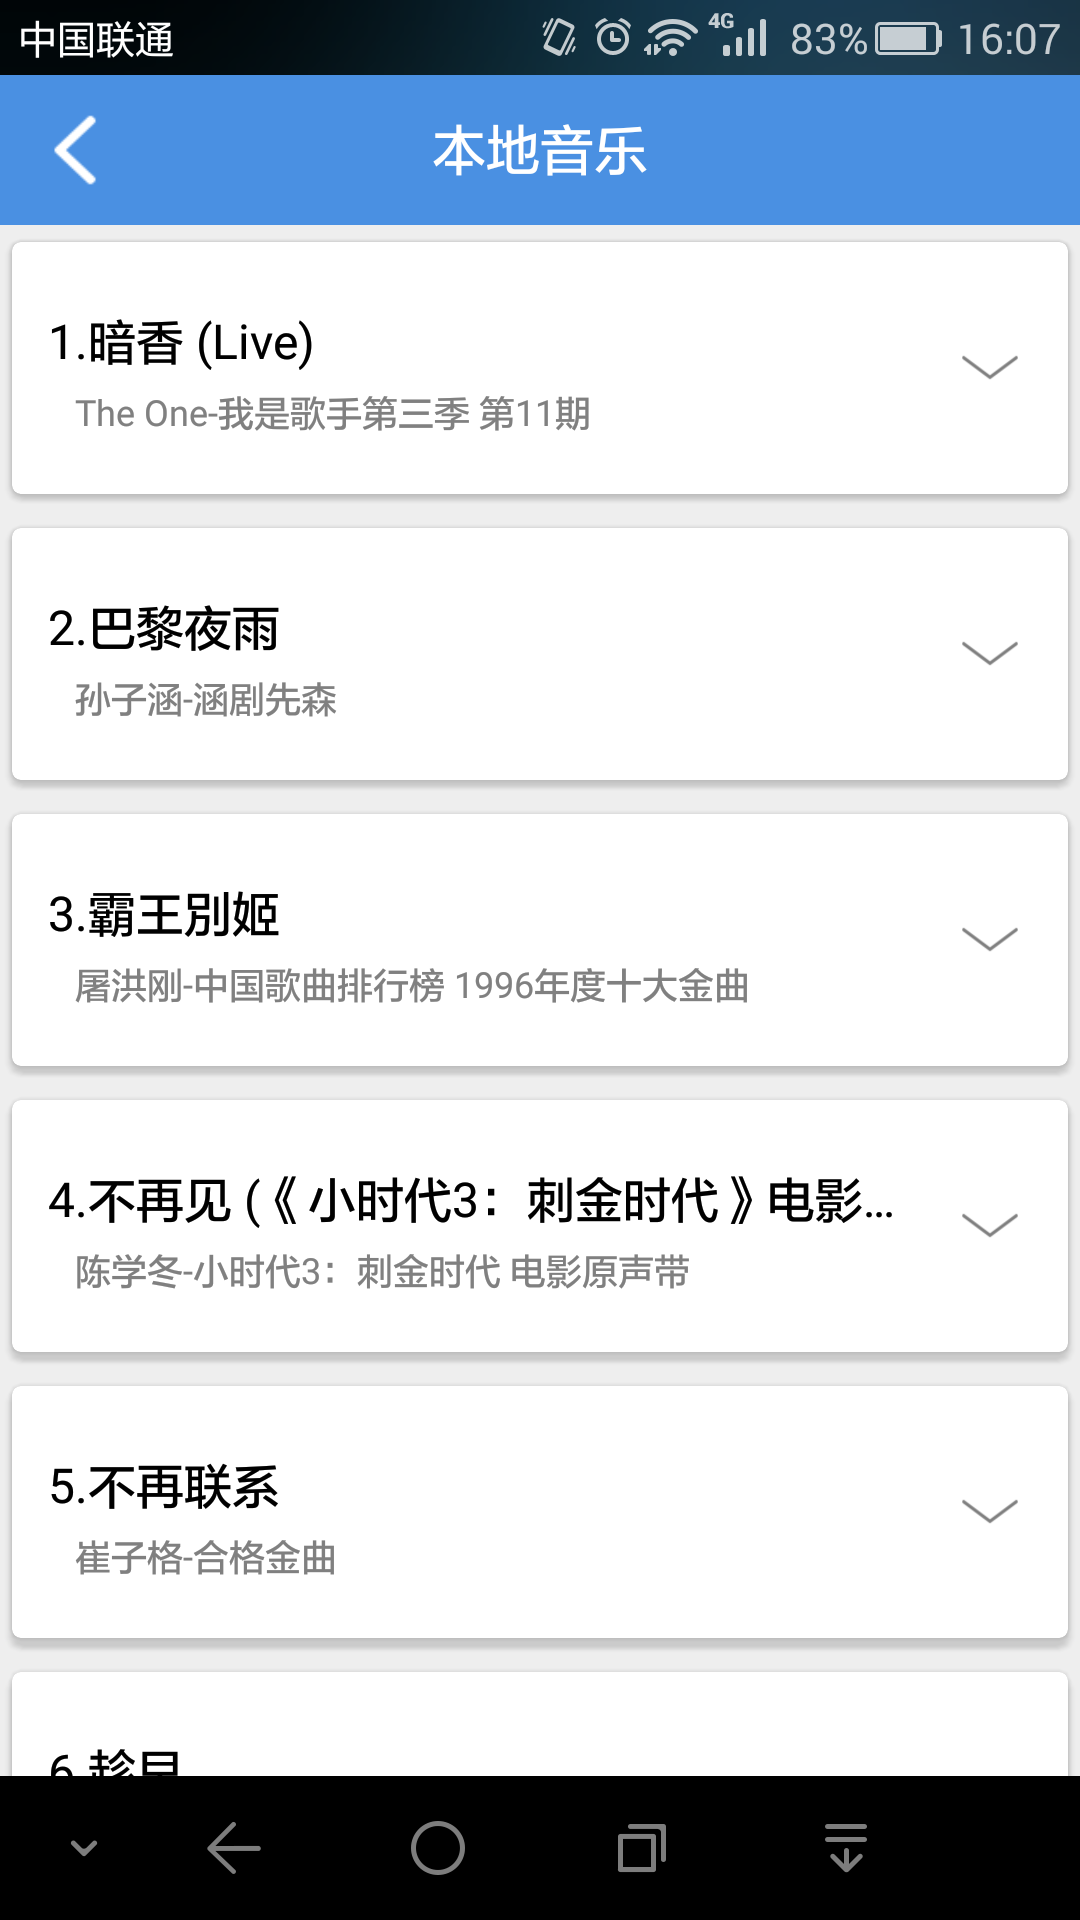 中国联通
4G 83% 16:07
本地音乐
1.暗香 (Live)
The One-我是歌手第三季 第11期
2.巴黎夜雨
孙子涵-涵剧先森
3.霸王别姬
屠洪刚-中国歌曲排行榜 1996年度十大金曲
4.不再见 (《小时代3：刺金时代》电影...
陈学冬-小时代3：刺金时代 电影原声带
5.不再联系
崔子格-合格金曲
6.趁早